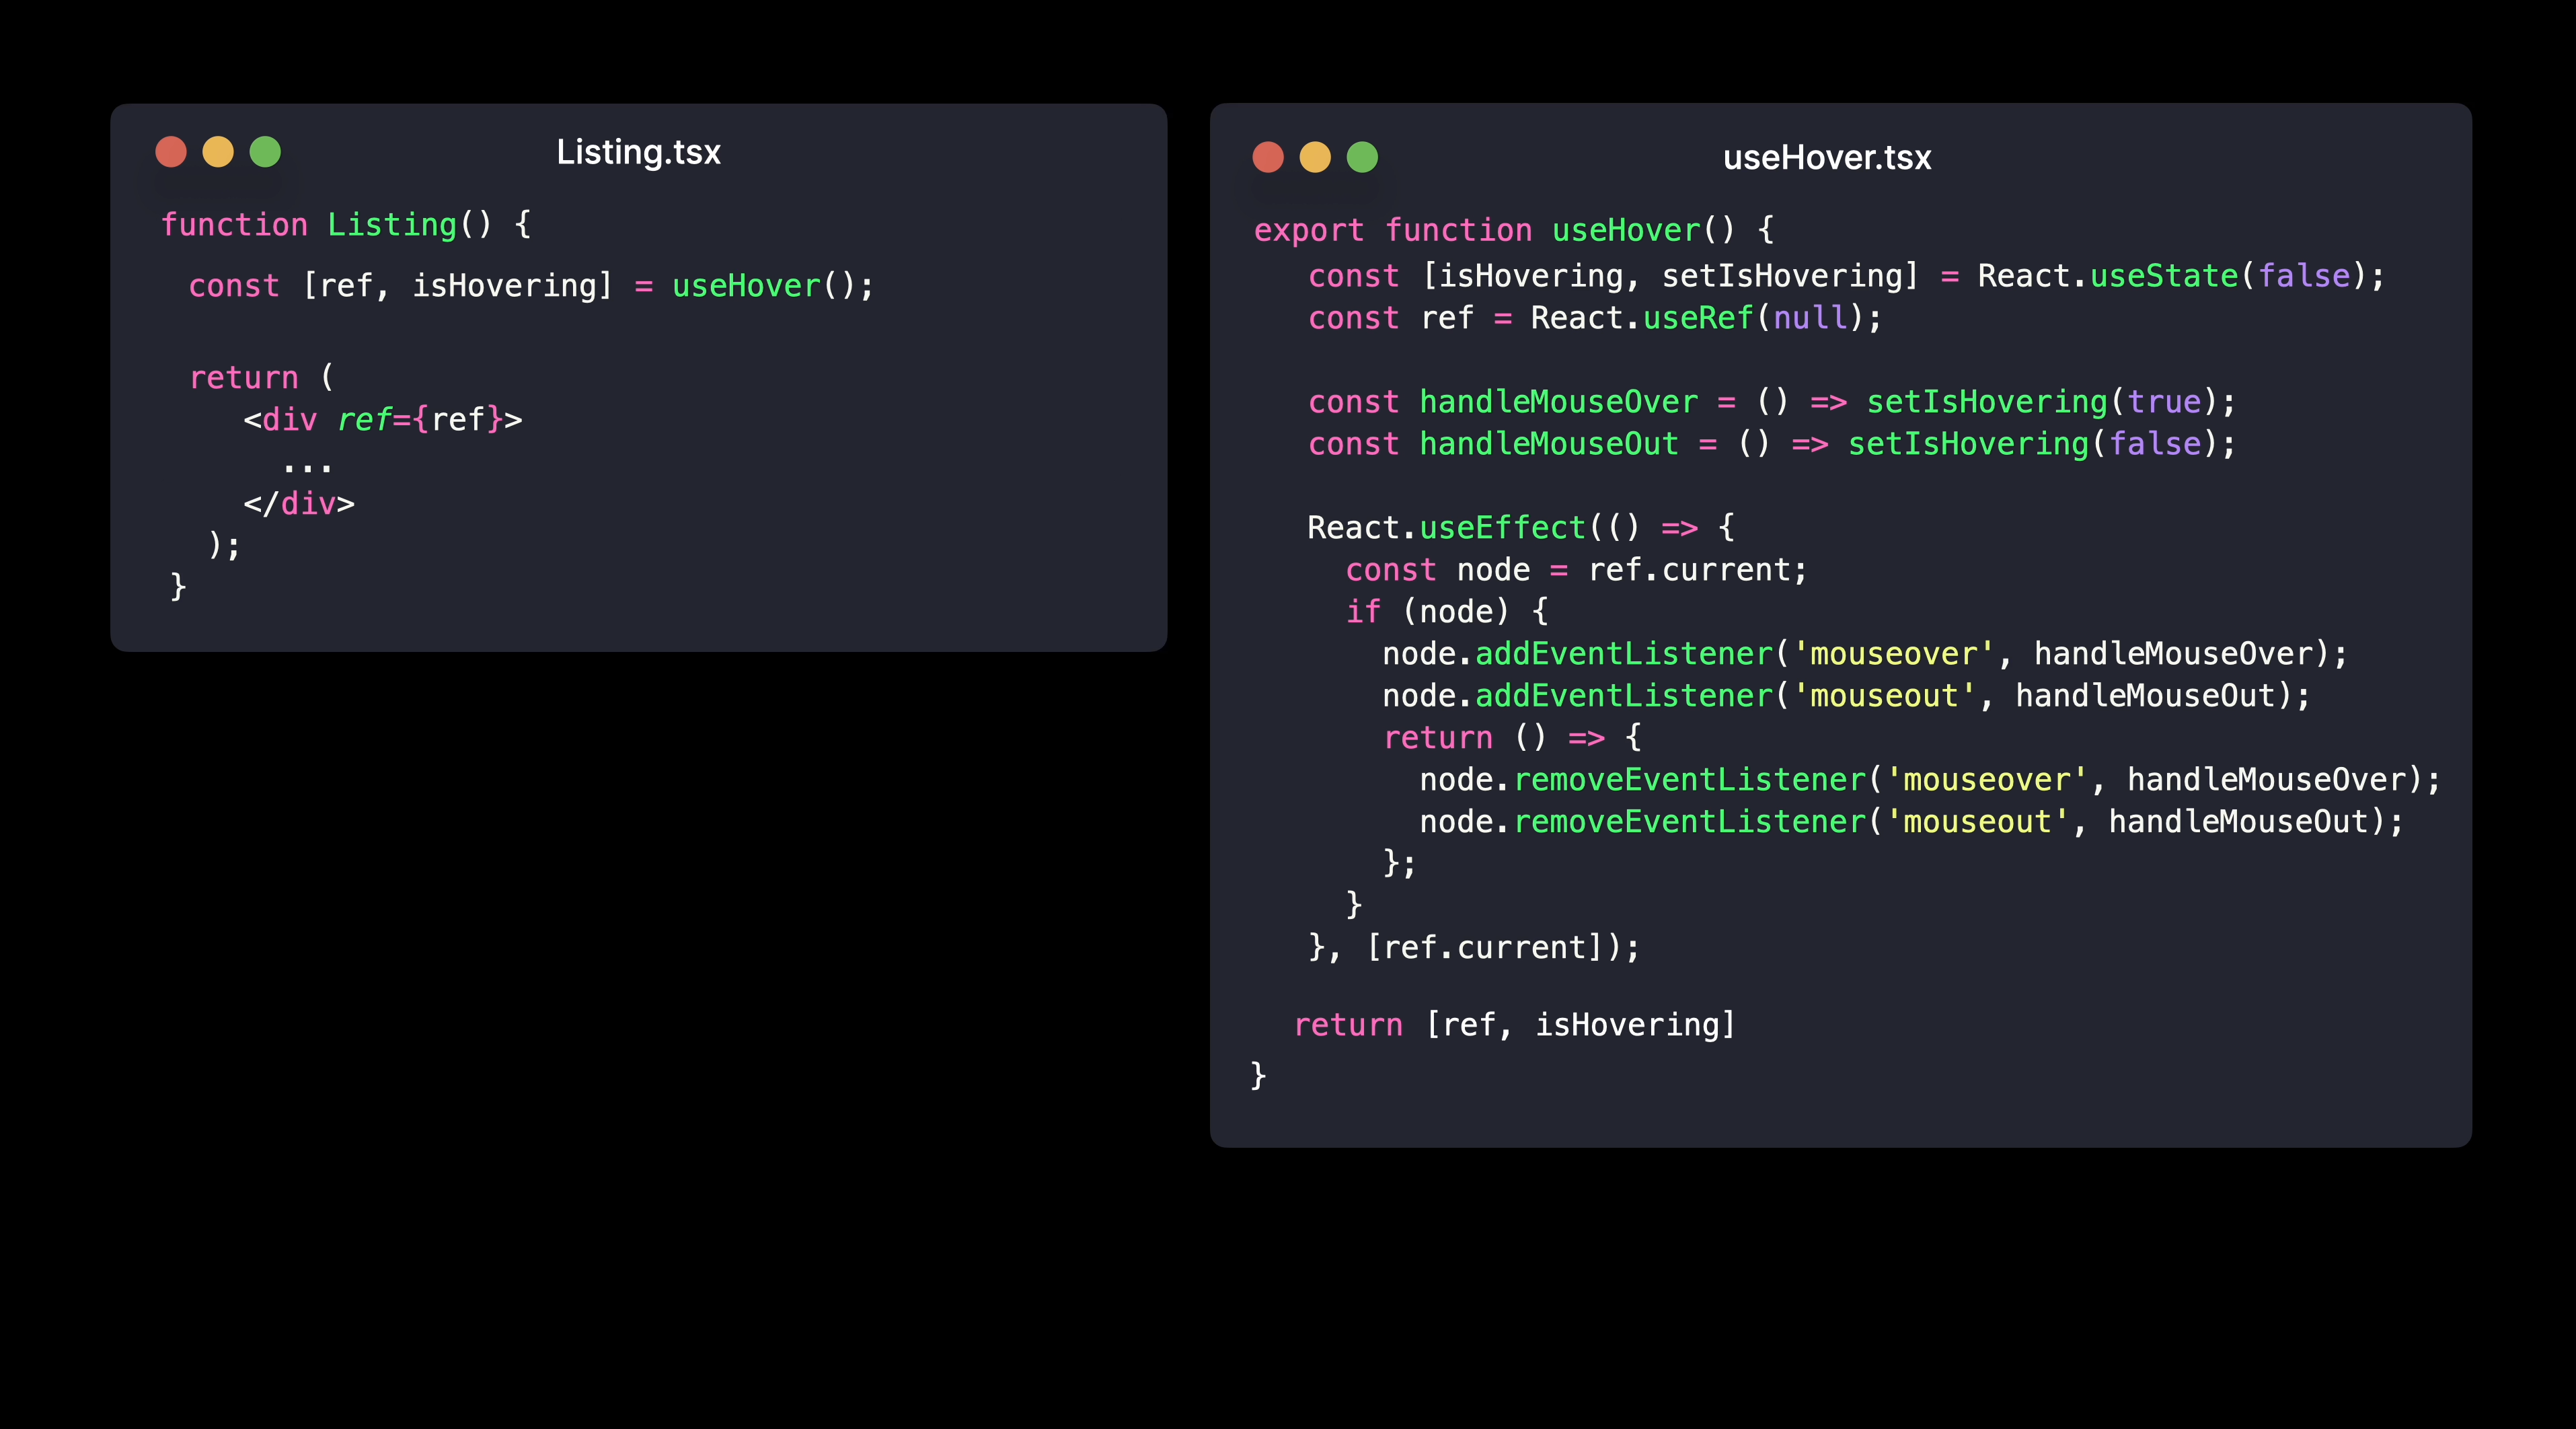 Listing.tsx
function Listing() {
const [ref, isHovering] = useHover();
return (
<div ref={ref}>
...
</div>
);
}
useHover.tsx
export function useHover() {
const [isHovering, setIsHovering] = React.useState(false);
const ref = React.useRef(null);
const handleMouseOver = () => setIsHovering(true);
const handleMouseOut = () => setIsHovering(false);
React.useEffect(() => {
const node = ref.current;
if (node) {
node.addEventListener('mouseover', handleMouseOver);
node.addEventListener('mouseout', handleMouseOut);
return () => {
node.removeEventListener('mouseover', handleMouseOver);
node.removeEventListener('mouseout', handleMouseOut);
};
}
}, [ref.current]);
return [ref, isHovering]
}